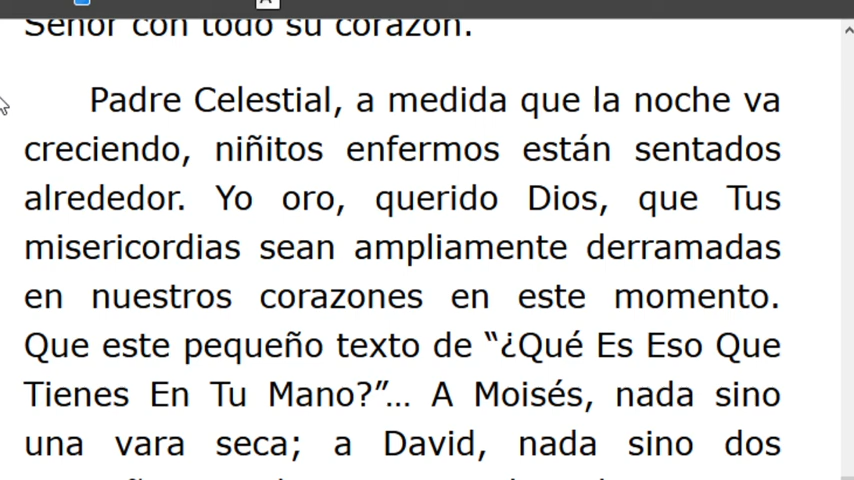 Señor con todo su corazón.
Padre Celestial, a medida que la noche va
creciendo, niñitos enfermos están sentados
alrededor. Yo oro, querido Dios, que Tus
misericordias sean ampliamente derramadas
en nuestros corazones en este momento.
Que este pequeño texto de “¿Qué Es Eso Que
Tienes En Tu Mano?”... A Moisés, nada sino
una vara seca; a David, nada sino dos